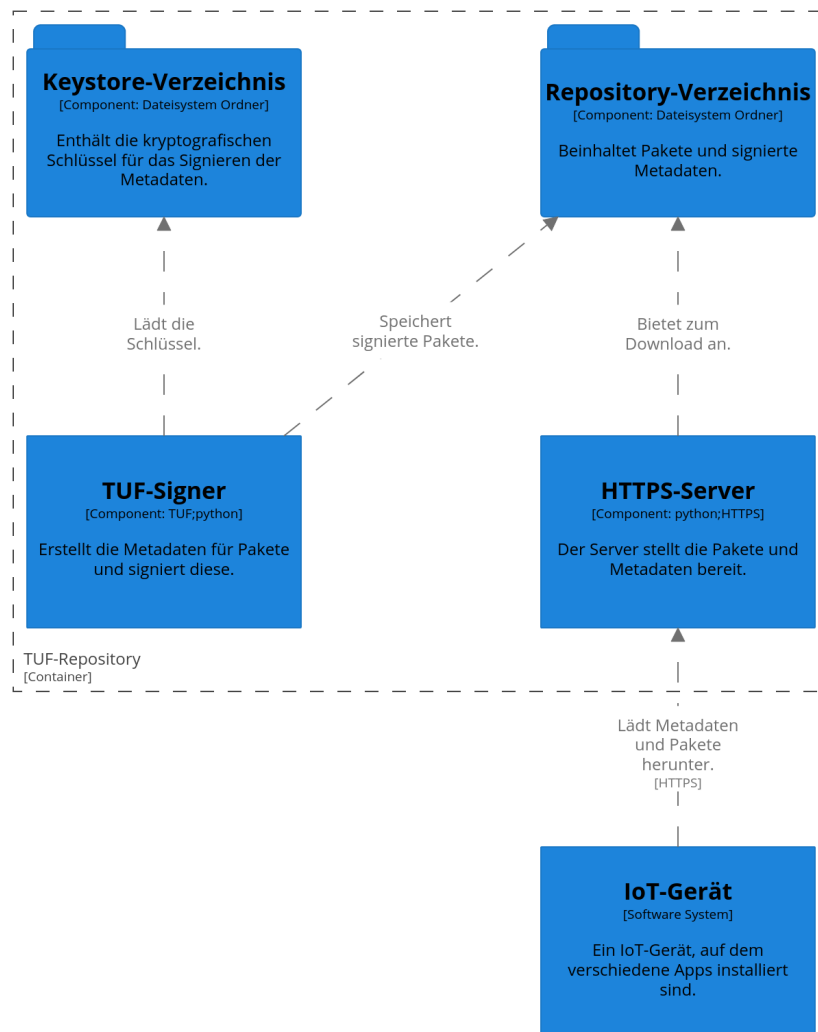 Keystore-Verzeichnis
[Component: Dateisystem Ordner]
Enthält die kryptografischen
Schlüssel für das Signieren der
Metadaten.
Repository-Verzeichnis
[Component: Dateisystem Ordner]
Beinhaltet Pakete und signierte
Metadaten.
Lädt die
Schlüssel.
Speichert
signierte Pakete.
Bietet zum
Download an.
TUF-Signer
[Component: TUF;python]
Erstellt die Metadaten für Pakete
und signiert diese.
HTTPS-Server
[Component: python;HTTPS]
Der Server stellt die Pakete und
Metadaten bereit.
TUF-Repository
[Container]
Lädt Metadaten
und Pakete
herunter.
[HTTPS]
IoT-Gerät
[Software System]
Ein IoT-Gerät, auf dem
verschiedene Apps installiert
sind.